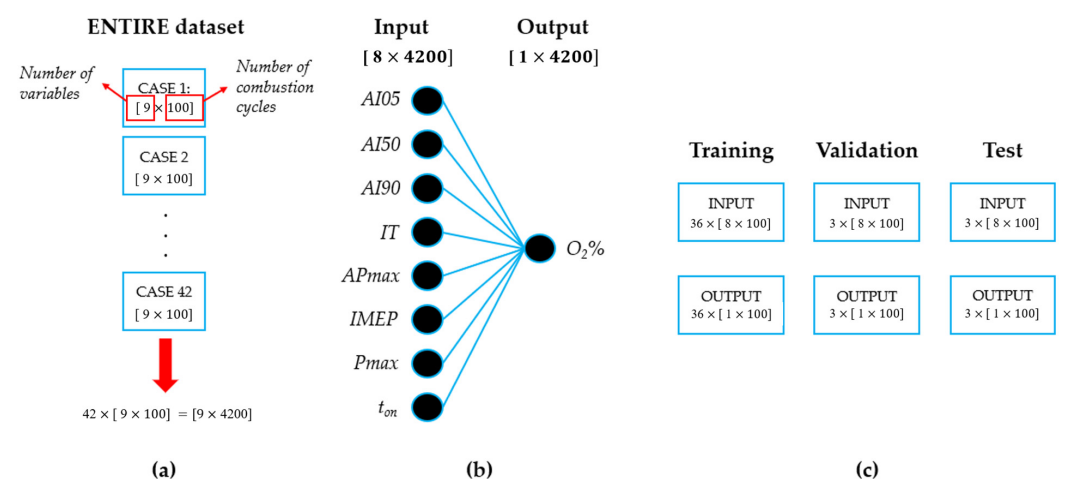 ENTIRE dataset
Number of
variables
Number of
combustion
cycles
CASE 1:
[ 9 × 100]
CASE 2
[ 9 × 100]
.
.
.
CASE 42
[ 9 × 100]
42 × [ 9 × 100] = [9 × 4200]
(a)
Input
[ 8 × 4200]
Output
[ 1 × 4200]
AI05
AI50
AI90
IT
APmax
IMEP
Pmax
t_on
O₂%
(b)
Training
Validation
Test
INPUT
36 × [ 8 × 100]
INPUT
3 × [ 8 × 100]
INPUT
3 × [ 8 × 100]
OUTPUT
36 × [ 1 × 100]
OUTPUT
3 × [ 1 × 100]
OUTPUT
3 × [ 1 × 100]
(c)